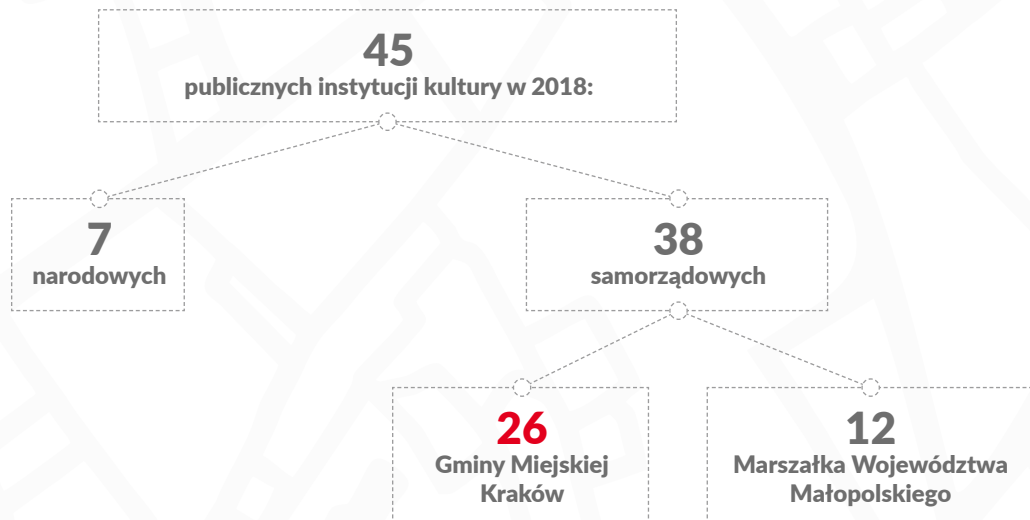 45
publicznych instytucji kultury w 2018:
7
narodowych
38
samorządowych
26
Gminy Miejskiej
Kraków
12
Marszałka Województwa
Małopolskiego